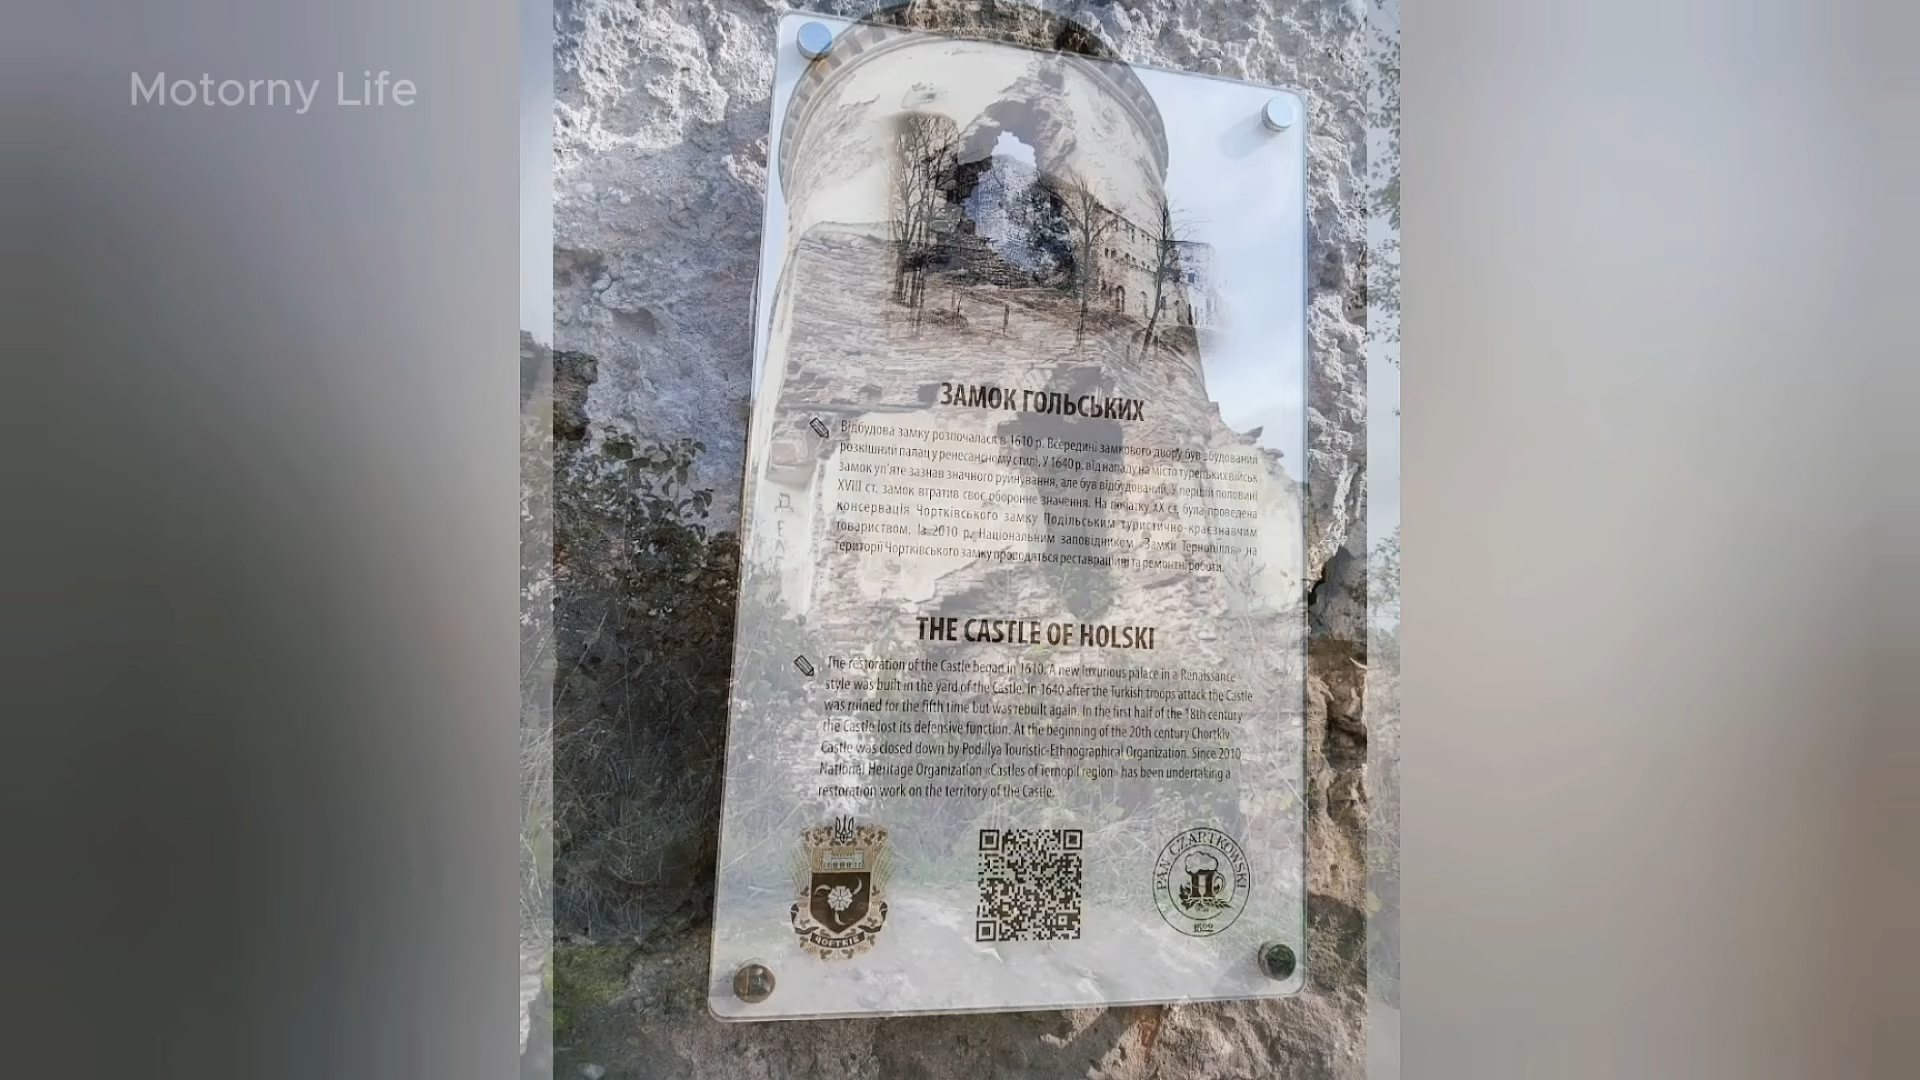 Motorny Life
ЗАМОК ГОЛЬСЬКИХ
Відбудова замку розпочалася в 1610 р. Всередині замкового двору був збудований
розкішний палац у ренесансному стилі. У 1640 р. від нападу на місто турецьких військ
замок уп'яте зазнав значного руйнування, але був відбудований. У першій половині
XVIII ст. замок втратив своє оборонне значення. На початку XX ст. була проведена
консервація Чортківського замку Подільським туристично-краєзнавчим
товариством. Із 2010 р. Національним заповідником «Замки Тернопілля» на
території Чортківського замку проводяться реставраційні та ремонтні роботи.
THE CASTLE OF HOLSKI
The restoration of the Castle began in 1610. A new luxurious palace in a Renaissance
style was built in the yard of the Castle. In 1640 after the Turkish troops attack the Castle
was ruined for the fifth time but was rebuilt again. In the first half of the 18th century
the Castle lost its defensive function. At the beginning of the 20th century Chortkiv
Castle was closed down by Podillya Touristic-Ethnographical Organization. Since 2010
National Heritage Organization «Castles of Ternopil region» has been undertaking a
restoration work on the territory of the Castle.
ЧОРТКІВ
PAN CZARTKOWSKI
1522